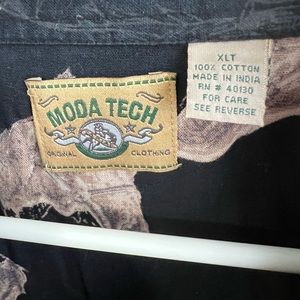 MODA TECH
ORIGINAL CLOTHING
XLT
100% COTTON
MADE IN INDIA
RN # 40130
FOR CARE
SEE REVERSE